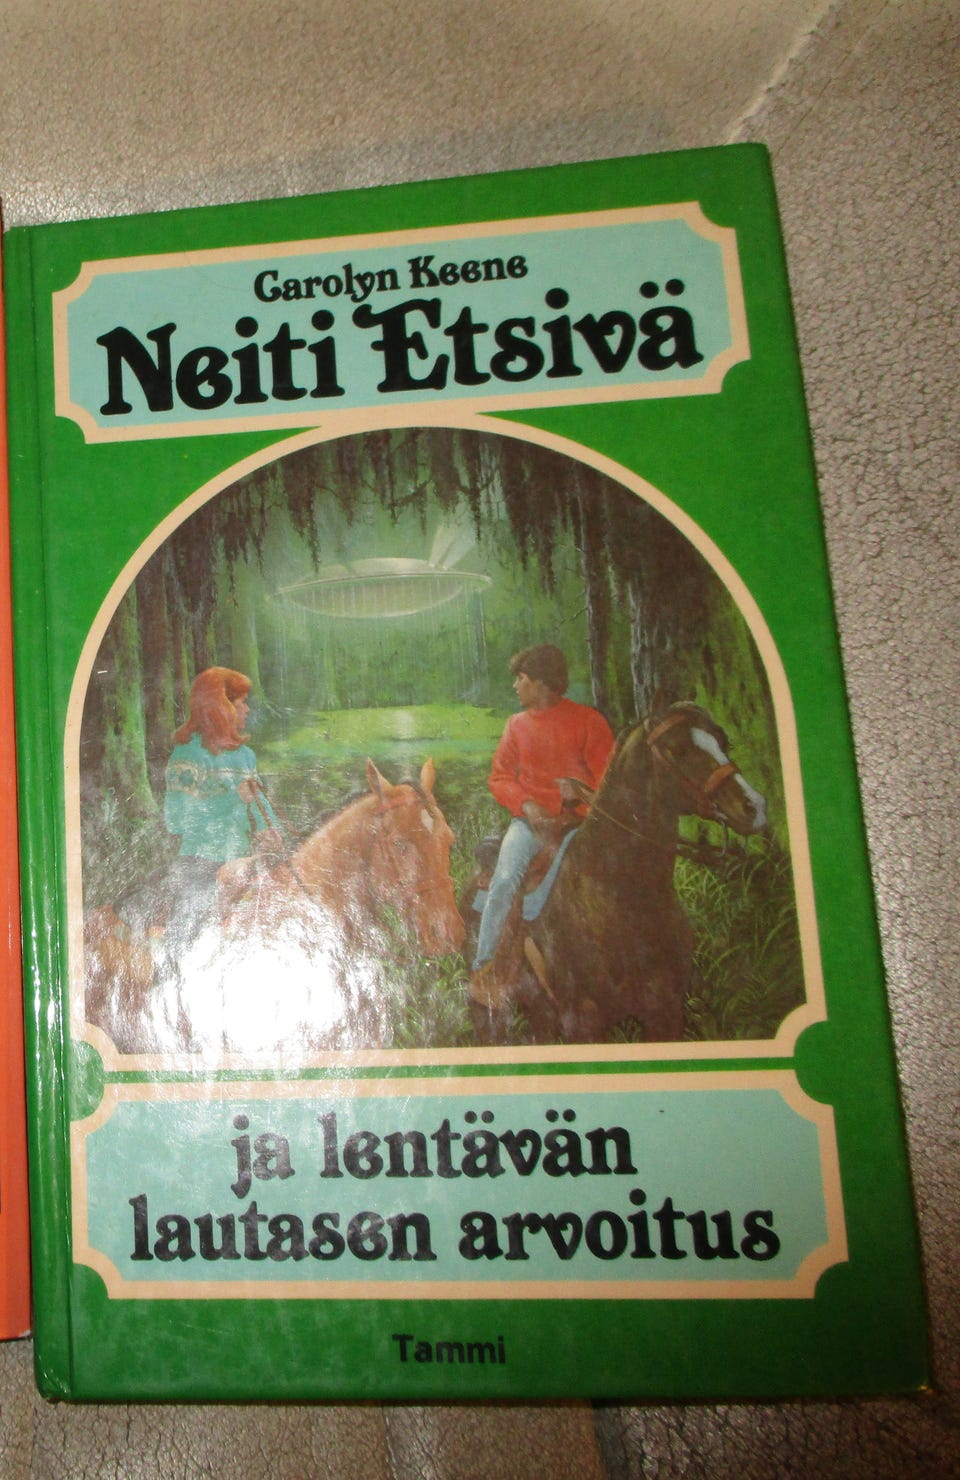 Carolyn Keene
Neiti Etsivä
ja lentävän
lautasen arvoitus
Tammi